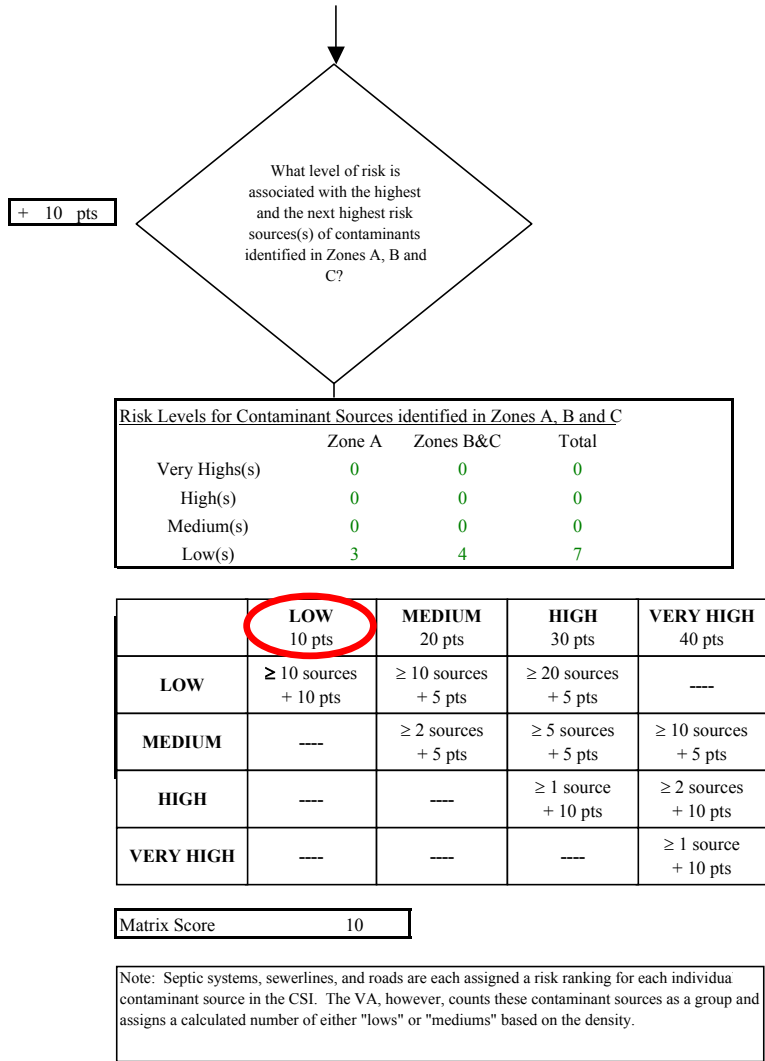 What level of risk is
associated with the highest
and the next highest risk
sources(s) of contaminants
identified in Zones A, B and
C?
+ 10 pts
Risk Levels for Contaminant Sources identified in Zones A, B and C
Zone A Zones B&C Total
Very Highs(s) 0 0 0
High(s) 0 0 0
Medium(s) 0 0 0
Low(s) 3 4 7
LOW MEDIUM HIGH VERY HIGH
10 pts 20 pts 30 pts 40 pts
LOW ≥ 10 sources ≥ 10 sources ≥ 20 sources ----
+ 10 pts + 5 pts + 5 pts
MEDIUM ---- ≥ 2 sources ≥ 5 sources ≥ 10 sources
+ 5 pts + 5 pts + 5 pts
HIGH ---- ---- ≥ 1 source ≥ 2 sources
+ 10 pts + 10 pts
VERY HIGH ---- ---- ---- ≥ 1 source
+ 10 pts
Matrix Score 10
Note: Septic systems, sewerlines, and roads are each assigned a risk ranking for each individua
contaminant source in the CSI. The VA, however, counts these contaminant sources as a group and
assigns a calculated number of either "lows" or "mediums" based on the density.